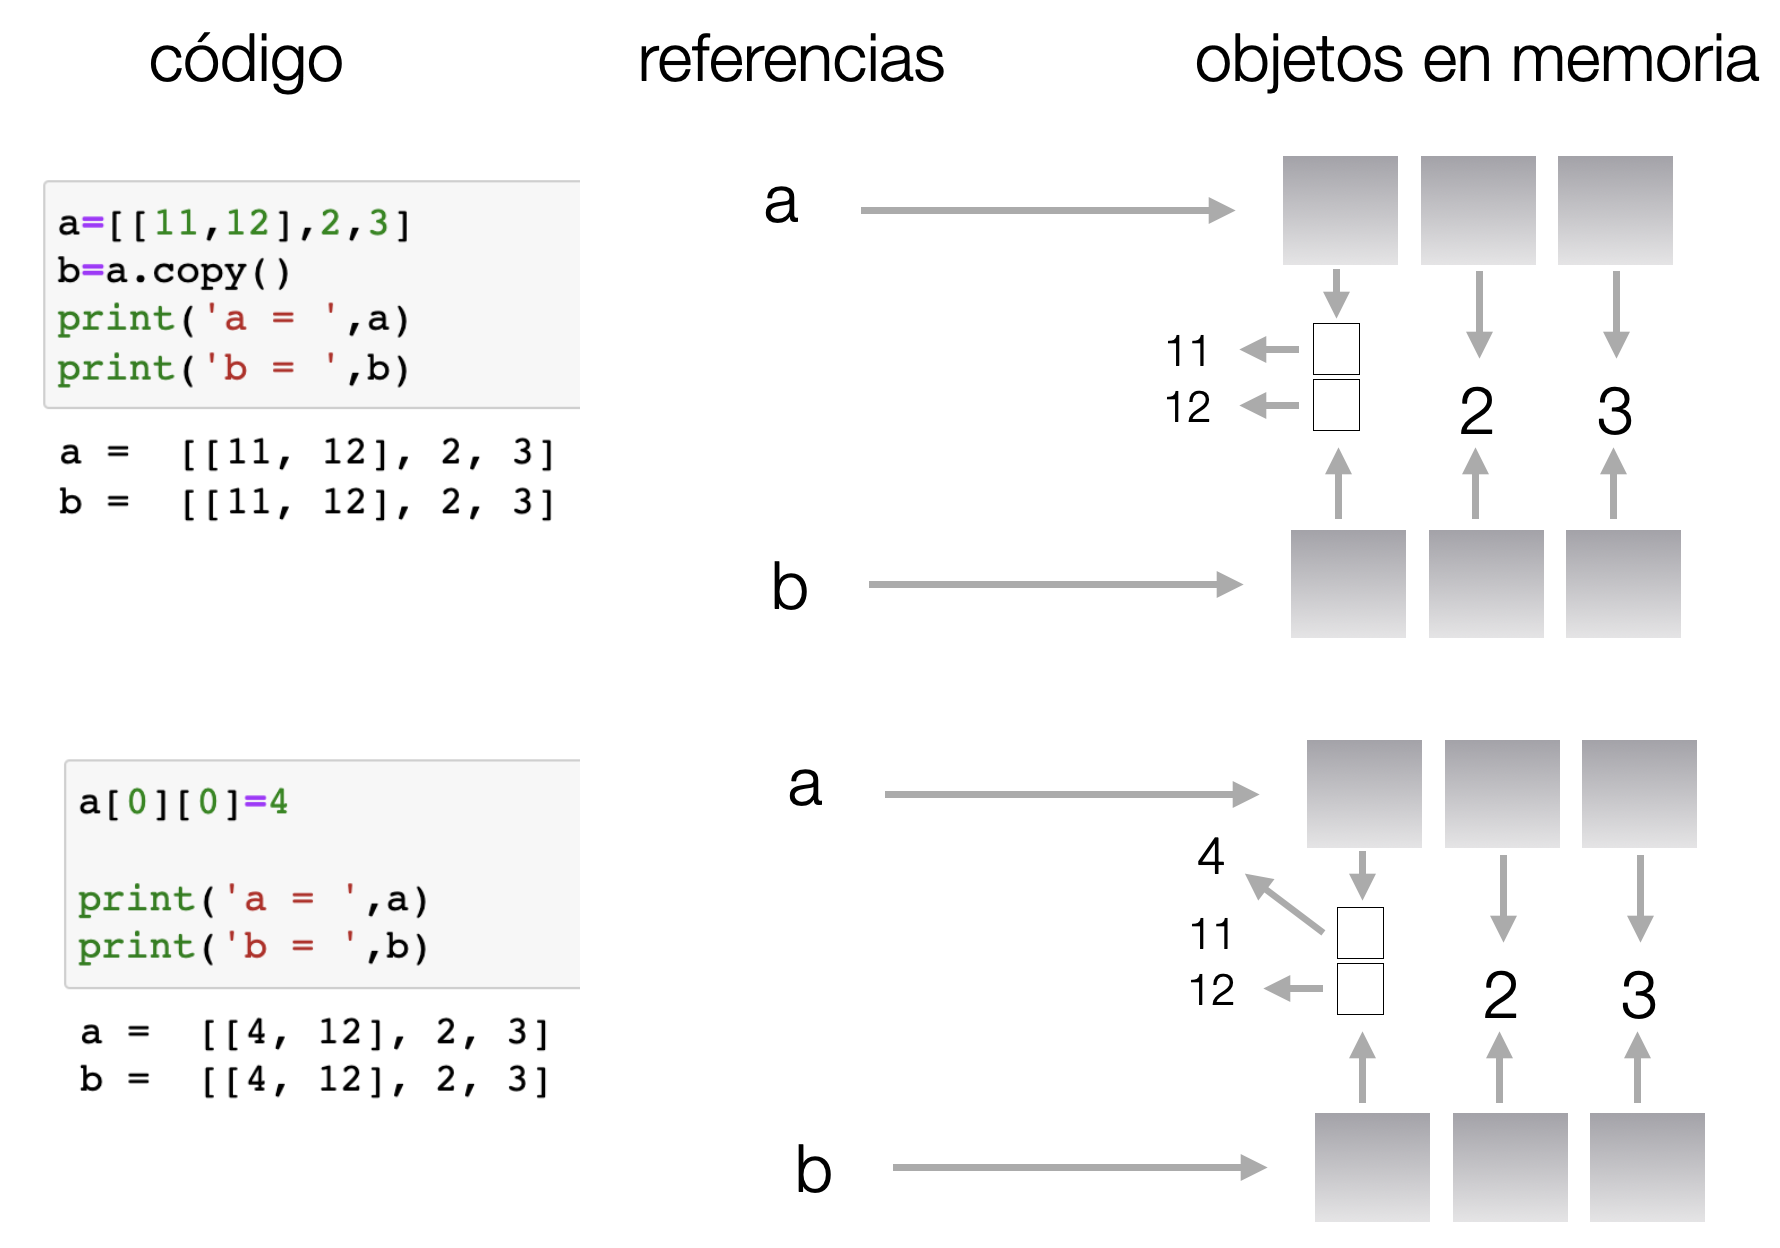 código
referencias
objetos en memoria
a=[[11,12],2,3]
b=a.copy()
print('a = ',a)
print('b = ',b)
a =  [[11, 12], 2, 3]
b =  [[11, 12], 2, 3]
a
11
12
2
3
b
a[0][0]=4
print('a = ',a)
print('b = ',b)
a =  [[4, 12], 2, 3]
b =  [[4, 12], 2, 3]
a
4
11
12
2
3
b